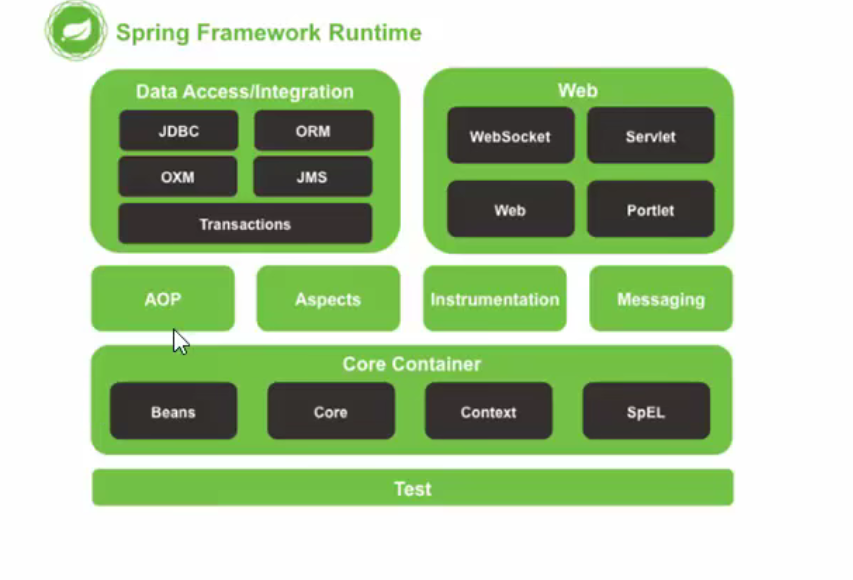 Spring Framework Runtime
Data Access/Integration
JDBC
ORM
OXM
JMS
Transactions
Web
WebSocket
Servlet
Web
Portlet
AOP
Aspects
Instrumentation
Messaging
Core Container
Beans
Core
Context
SpEL
Test